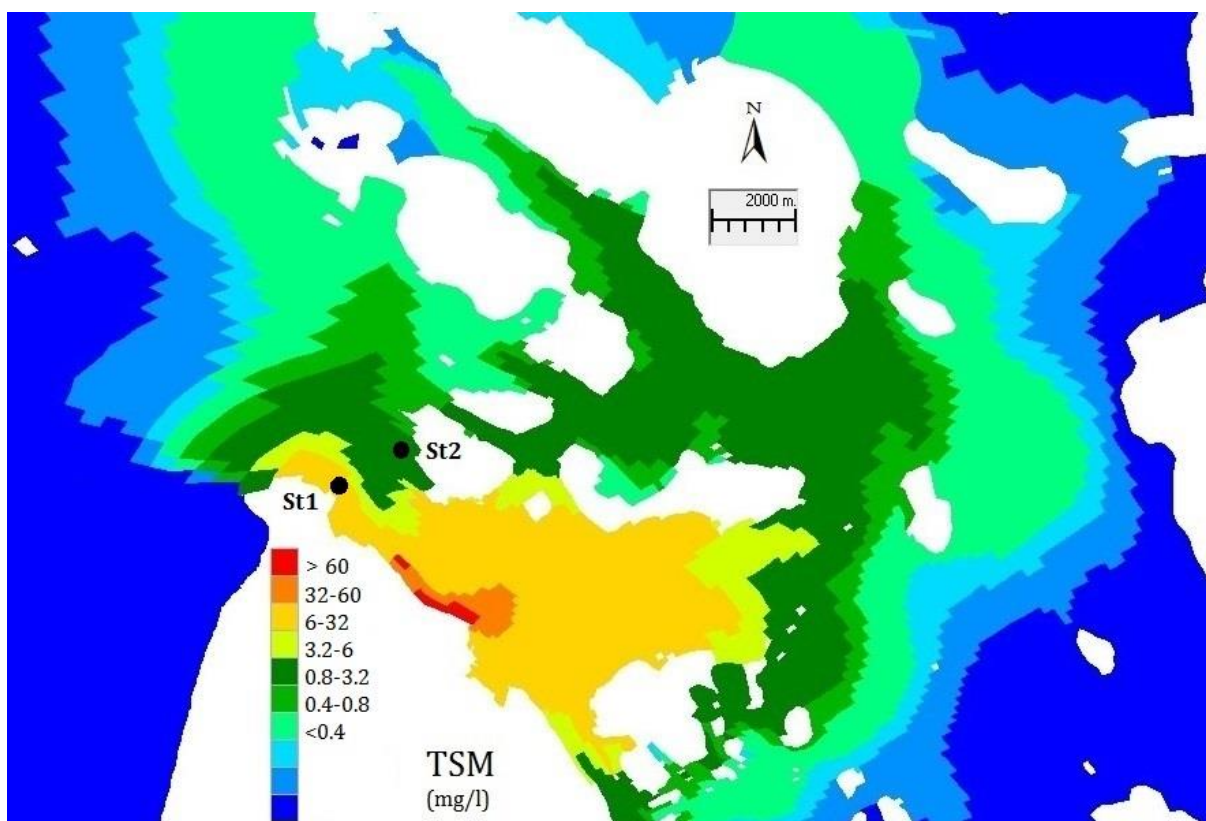 N
2000 m.
St2
St1
> 60
32-60
6-32
3.2-6
0.8-3.2
0.4-0.8
<0.4
TSM
(mg/l)